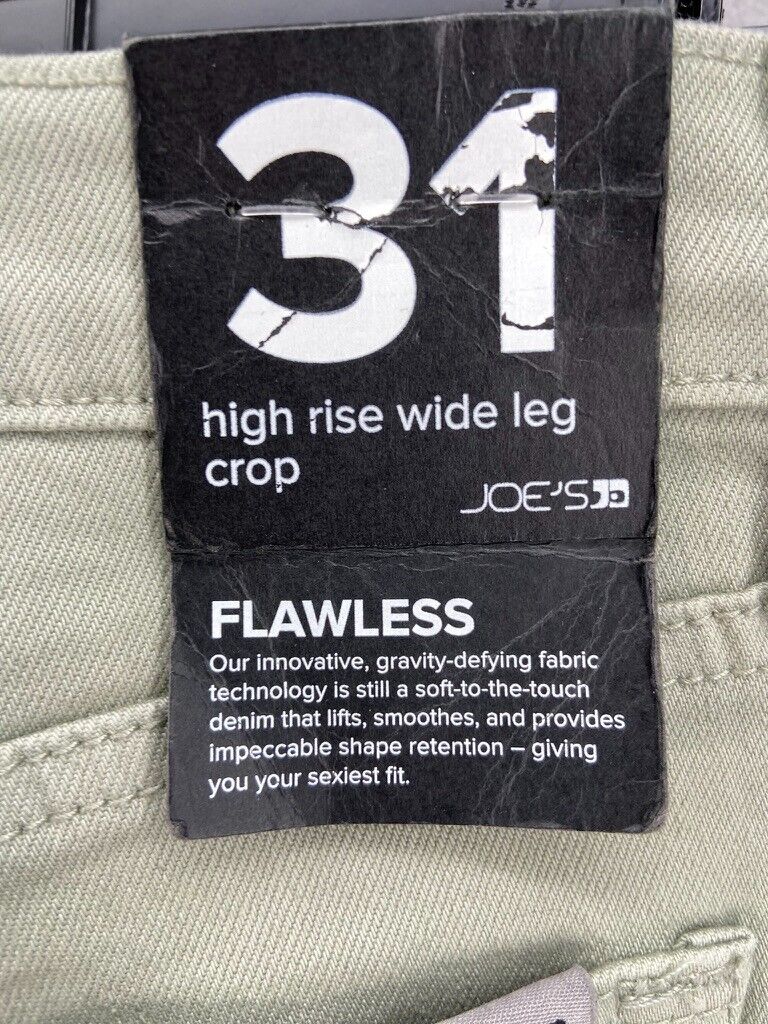 31
high rise wide leg
crop
JOE'S
FLAWLESS
Our innovative, gravity-defying fabric
technology is still a soft-to-the-touch
denim that lifts, smoothes, and provides
impeccable shape retention – giving
you your sexiest fit.